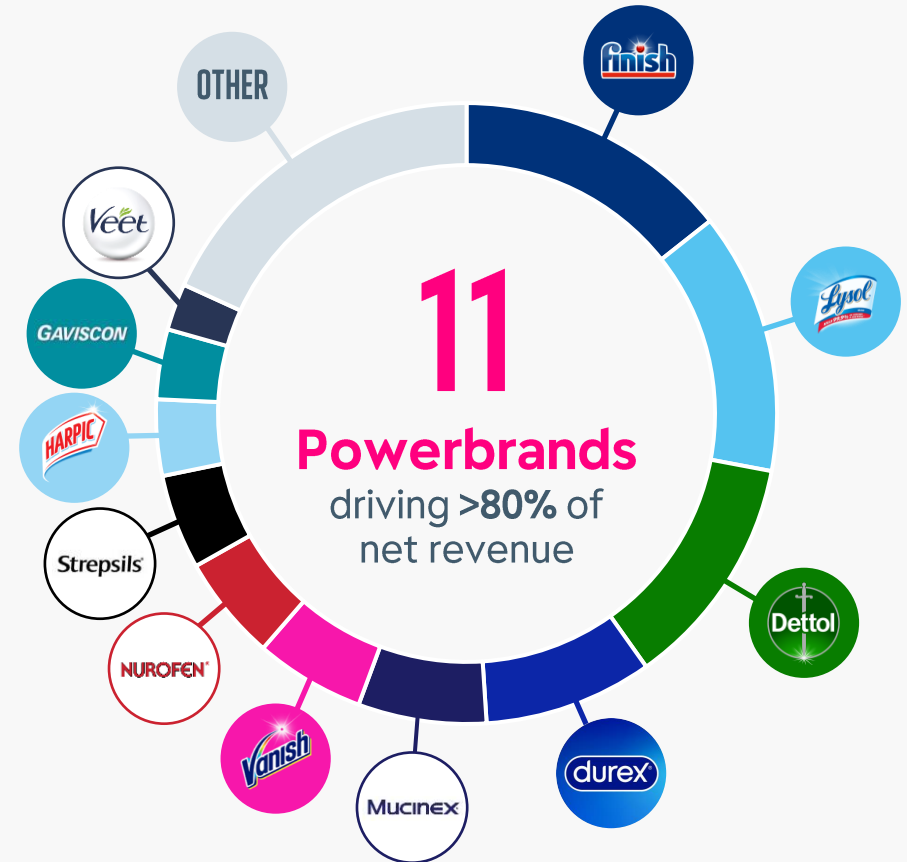 OTHER
finish
Veet
Lysol
GAVISCON
11
HARPIC
Powerbrands
driving >80% of
net revenue
Strepsils
Dettol
NUROFEN
Vanish
durex
Mucinex